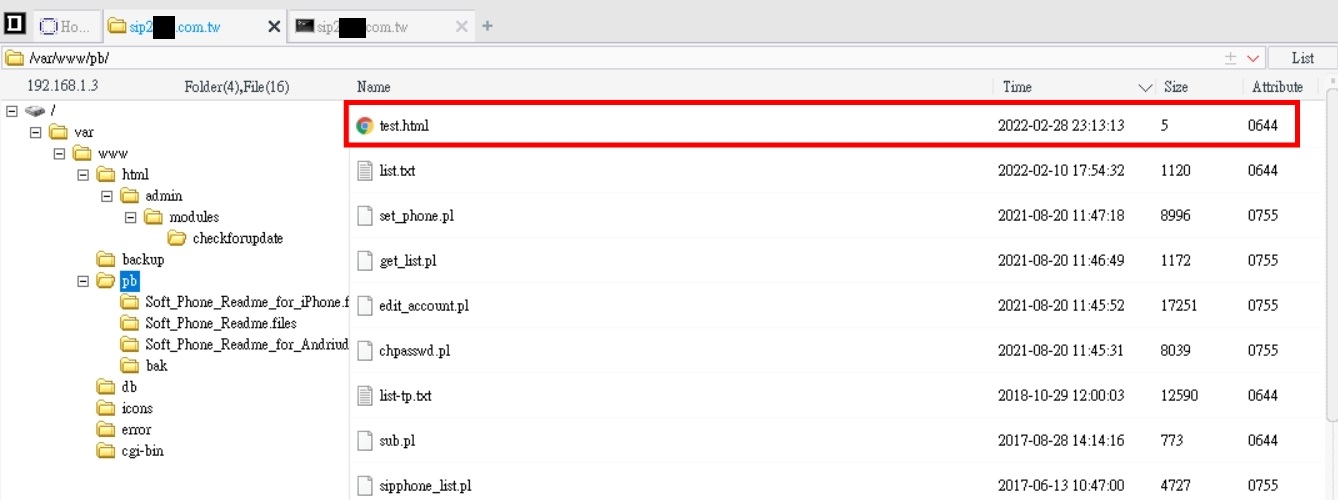 Ho...
sip2 .com.tw
sip2 .com.tw
/var/www/pb/
List
192.168.1.3 Folder(4),File(16)
Name Time Size Attribute
/
var
www
html
admin
modules
checkforupdate
backup
pb
Soft_Phone_Readme_for_iPhone.f
Soft_Phone_Readme.files
Soft_Phone_Readme_for_Andriud
bak
db
icons
error
cgi-bin
test.html 2022-02-28 23:13:13 5 0644
list.txt 2022-02-10 17:54:32 1120 0644
set_phone.pl 2021-08-20 11:47:18 8996 0755
get_list.pl 2021-08-20 11:46:49 1172 0755
edit_account.pl 2021-08-20 11:45:52 17251 0755
chpasswd.pl 2021-08-20 11:45:31 8039 0755
list-tp.txt 2018-10-29 12:00:03 12590 0644
sub.pl 2017-08-28 14:14:16 773 0644
sipphone_list.pl 2017-06-13 10:47:00 4727 0755